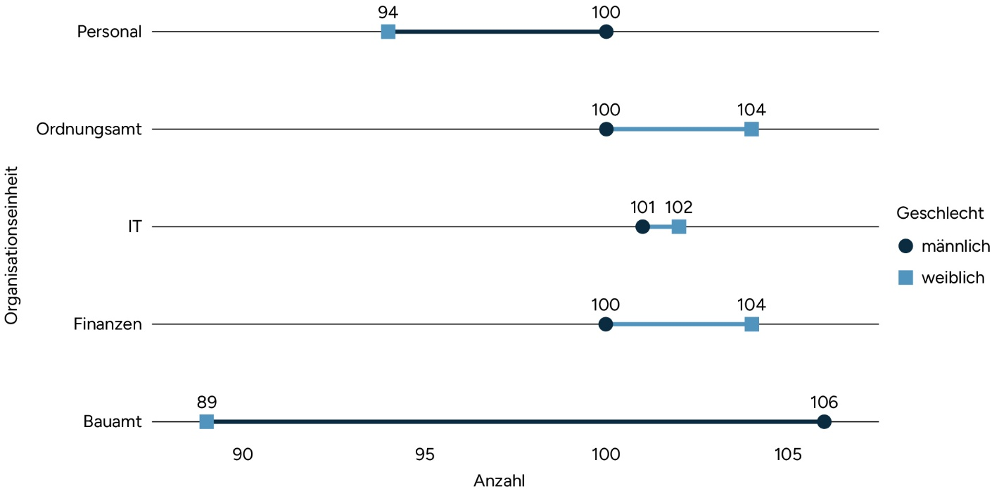 94 100
Personal
100 104
Ordnungsamt
101 102
IT
100 104
Finanzen
89 106
Bauamt
90 95 100 105
Anzahl
Organisationseinheit
Geschlecht
männlich
weiblich